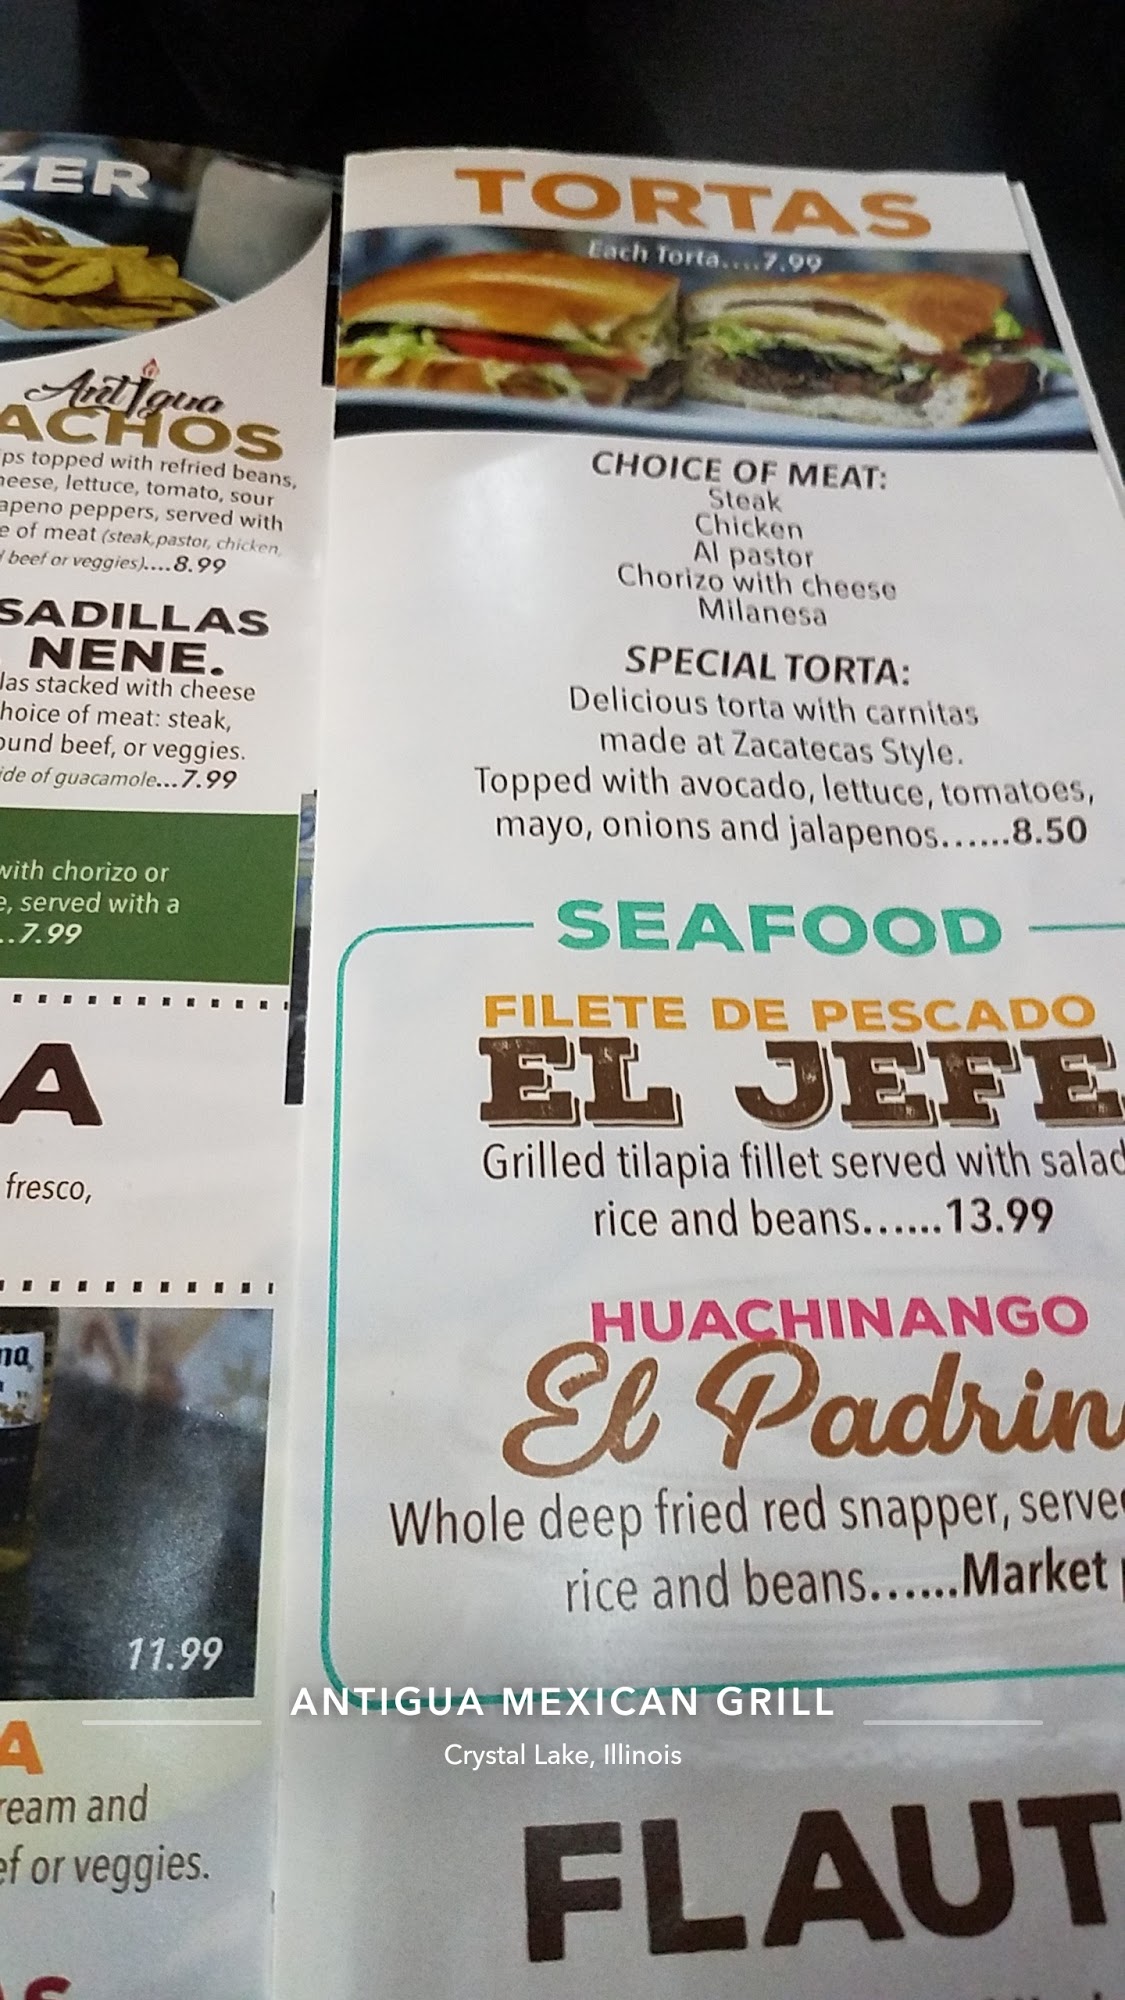 ZER
Antigua
ACHOS
ips topped with refried beans,
heese, lettuce, tomato, sour
apeno peppers, served with
e of meat (steak,pastor, chicken,
beef or veggies)....8.99
SADILLAS
NENE.
las stacked with cheese
hoice of meat: steak,
ound beef, or veggies.
ide of guacamole...7.99
with chorizo or
e, served with a
..7.99
A
fresco,
na
11.99
A
ream and
ef or veggies.
AS
TORTAS
Each Torta....7.99
CHOICE OF MEAT:
Steak
Chicken
Al pastor
Chorizo with cheese
Milanesa
SPECIAL TORTA:
Delicious torta with carnitas
made at Zacatecas Style.
Topped with avocado, lettuce, tomatoes,
mayo, onions and jalapenos......8.50
SEAFOOD
FILETE DE PESCADO
EL JEFE
Grilled tilapia fillet served with salad
rice and beans......13.99
HUACHINANGO
El Padrin
Whole deep fried red snapper, serve
rice and beans......Market
ANTIGUA MEXICAN GRILL
Crystal Lake, Illinois
FLAUT